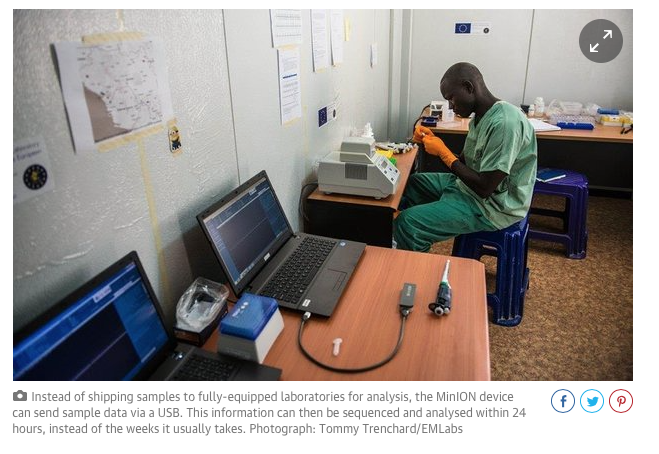 Instead of shipping samples to fully-equipped laboratories for analysis, the MinION device
can send sample data via a USB. This information can then be sequenced and analysed within 24
hours, instead of the weeks it usually takes. Photograph: Tommy Trenchard/EMLabs